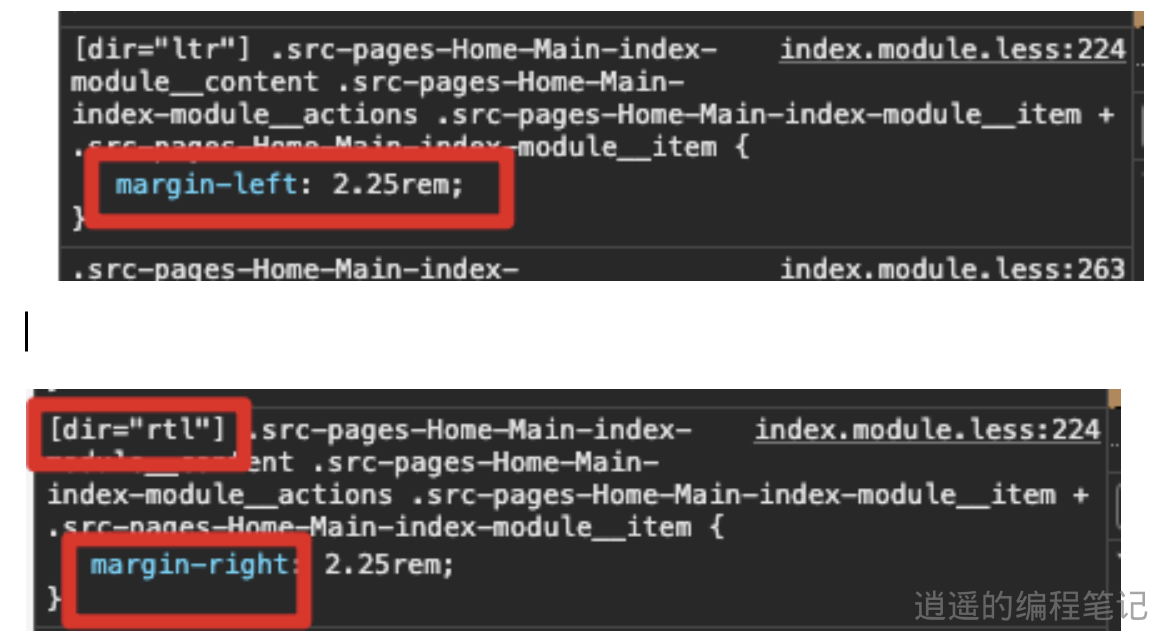 [dir="ltr"] .src-pages-Home-Main-index- index.module.less:224
module__content .src-pages-Home-Main-
index-module__actions .src-pages-Home-Main-index-module__item +
.src-pages-Home-Main-index-module__item {
margin-left: 2.25rem;
}
.src-pages-Home-Main-index- index.module.less:263
[dir="rtl"] .src-pages-Home-Main-index- index.module.less:224
module__content .src-pages-Home-Main-
index-module__actions .src-pages-Home-Main-index-module__item +
.src-pages-Home-Main-index-module__item {
margin-right: 2.25rem;
}
逍遥的编程笔记